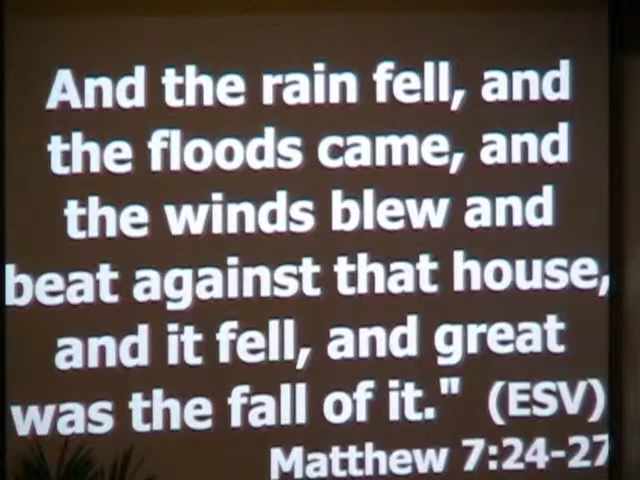 And the rain fell, and
the floods came, and
the winds blew and
beat against that house,
and it fell, and great
was the fall of it." (ESV)
Matthew 7:24-27